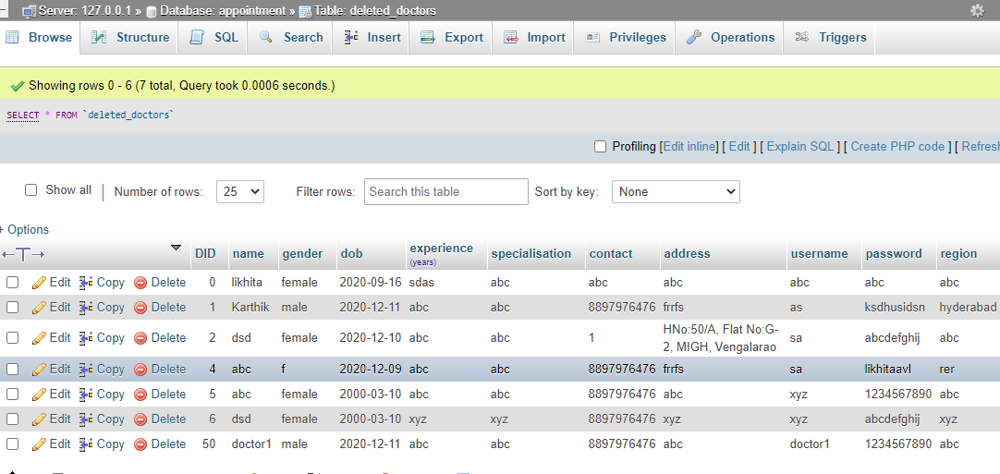 Server: 127.0.0.1 » Database: appointment » Table: deleted_doctors
Browse Structure SQL Search Insert Export Import Privileges Operations Triggers
Showing rows 0 - 6 (7 total, Query took 0.0006 seconds.)
SELECT * FROM `deleted_doctors`
Profiling [Edit inline] [ Edit ] [ Explain SQL ] [ Create PHP code ] [ Refresh
Show all | Number of rows: 25 Filter rows: Search this table Sort by key: None
+ Options
←T→ DID name gender dob experience (years) specialisation contact address username password region
Edit Copy Delete 0 likhita female 2020-09-16 sdas abc abc abc abc abc abc
Edit Copy Delete 1 Karthik male 2020-12-11 abc abc 8897976476 frrfs as ksdhusidsn hyderabad
Edit Copy Delete 2 dsd female 2020-12-10 abc abc 1 HNo:50/A, Flat No:G-
2, MIGH, Vengalarao sa abcdefghij abc
Edit Copy Delete 4 abc f 2020-12-09 abc abc 8897976476 frrfs sa likhitaavl rer
Edit Copy Delete 5 abc female 2000-03-10 abc abc 8897976476 abc xyz 1234567890 abc
Edit Copy Delete 6 dsd female 2000-03-10 xyz xyz 8897976476 xyz xyz abcdefghij xyz
Edit Copy Delete 50 doctor1 male 2020-12-11 abc abc 8897976476 abc doctor1 1234567890 abc